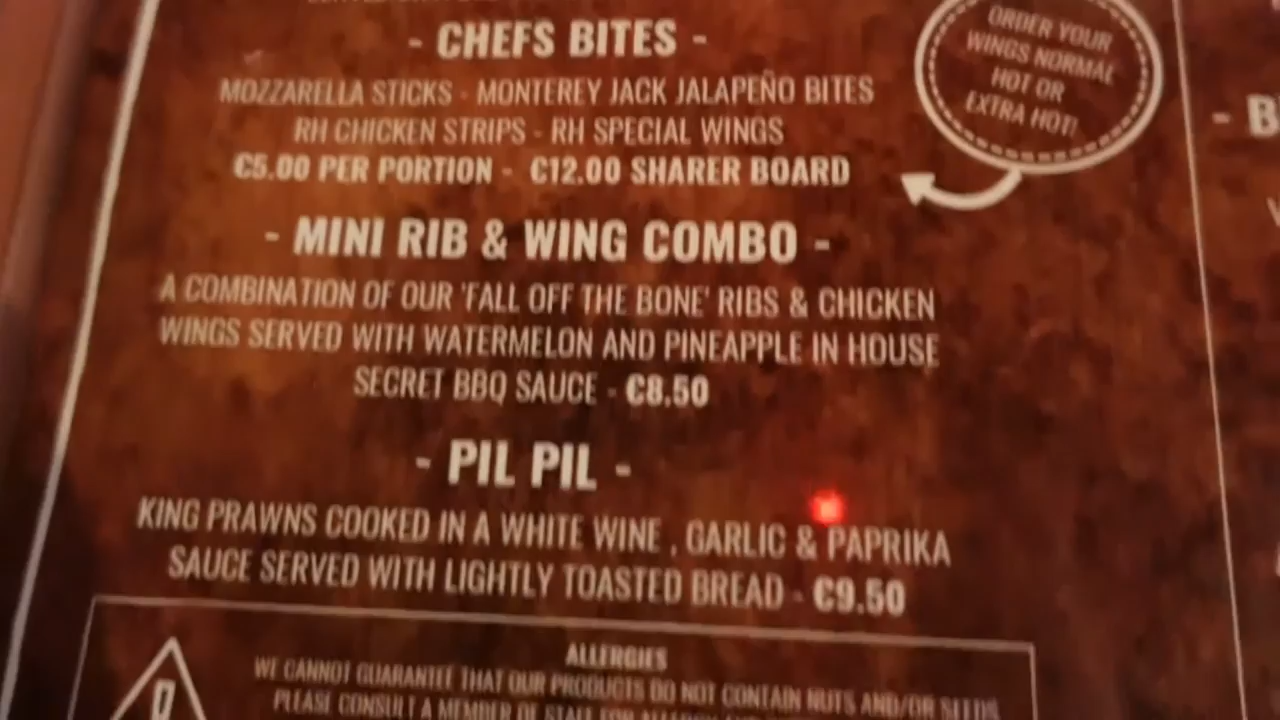 - CHEFS BITES -
MOZZARELLA STICKS - MONTEREY JACK JALAPEÑO BITES
RH CHICKEN STRIPS - RH SPECIAL WINGS
€5.00 PER PORTION - €12.00 SHARER BOARD
ORDER YOUR
WINGS NORMAL
HOT OR
EXTRA HOT!
- MINI RIB & WING COMBO -
A COMBINATION OF OUR 'FALL OFF THE BONE' RIBS & CHICKEN
WINGS SERVED WITH WATERMELON AND PINEAPPLE IN HOUSE
SECRET BBQ SAUCE - €8.50
- PIL PIL -
KING PRAWNS COOKED IN A WHITE WINE , GARLIC & PAPRIKA
SAUCE SERVED WITH LIGHTLY TOASTED BREAD - €9.50
ALLERGIES
WE CANNOT GUARANTEE THAT OUR PRODUCTS DO NOT CONTAIN NUTS AND/OR SEEDS
PLEASE CONSULT A MEMBER OF STAFF FOR